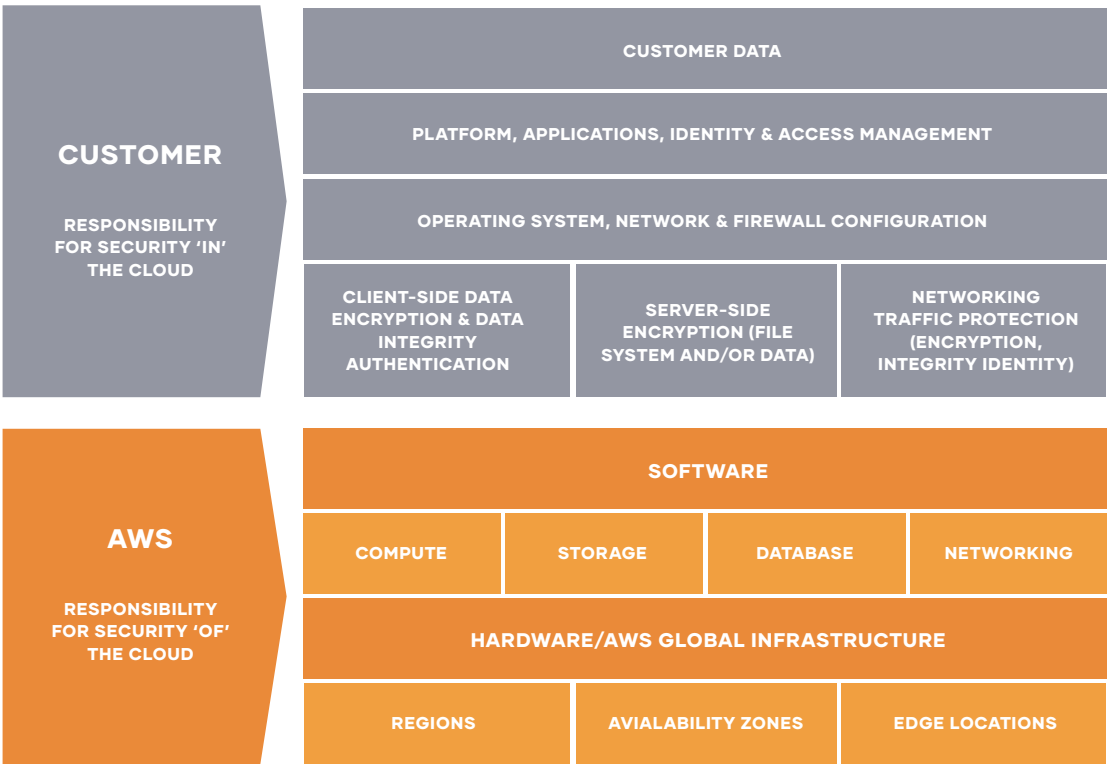 CUSTOMER
RESPONSIBILITY
FOR SECURITY ‘IN’
THE CLOUD
CUSTOMER DATA
PLATFORM, APPLICATIONS, IDENTITY & ACCESS MANAGEMENT
OPERATING SYSTEM, NETWORK & FIREWALL CONFIGURATION
CLIENT-SIDE DATA
ENCRYPTION & DATA
INTEGRITY
AUTHENTICATION
SERVER-SIDE
ENCRYPTION (FILE
SYSTEM AND/OR DATA)
NETWORKING
TRAFFIC PROTECTION
(ENCRYPTION,
INTEGRITY IDENTITY)
AWS
RESPONSIBILITY
FOR SECURITY ‘OF’
THE CLOUD
SOFTWARE
COMPUTE
STORAGE
DATABASE
NETWORKING
HARDWARE/AWS GLOBAL INFRASTRUCTURE
REGIONS
AVIALABILITY ZONES
EDGE LOCATIONS